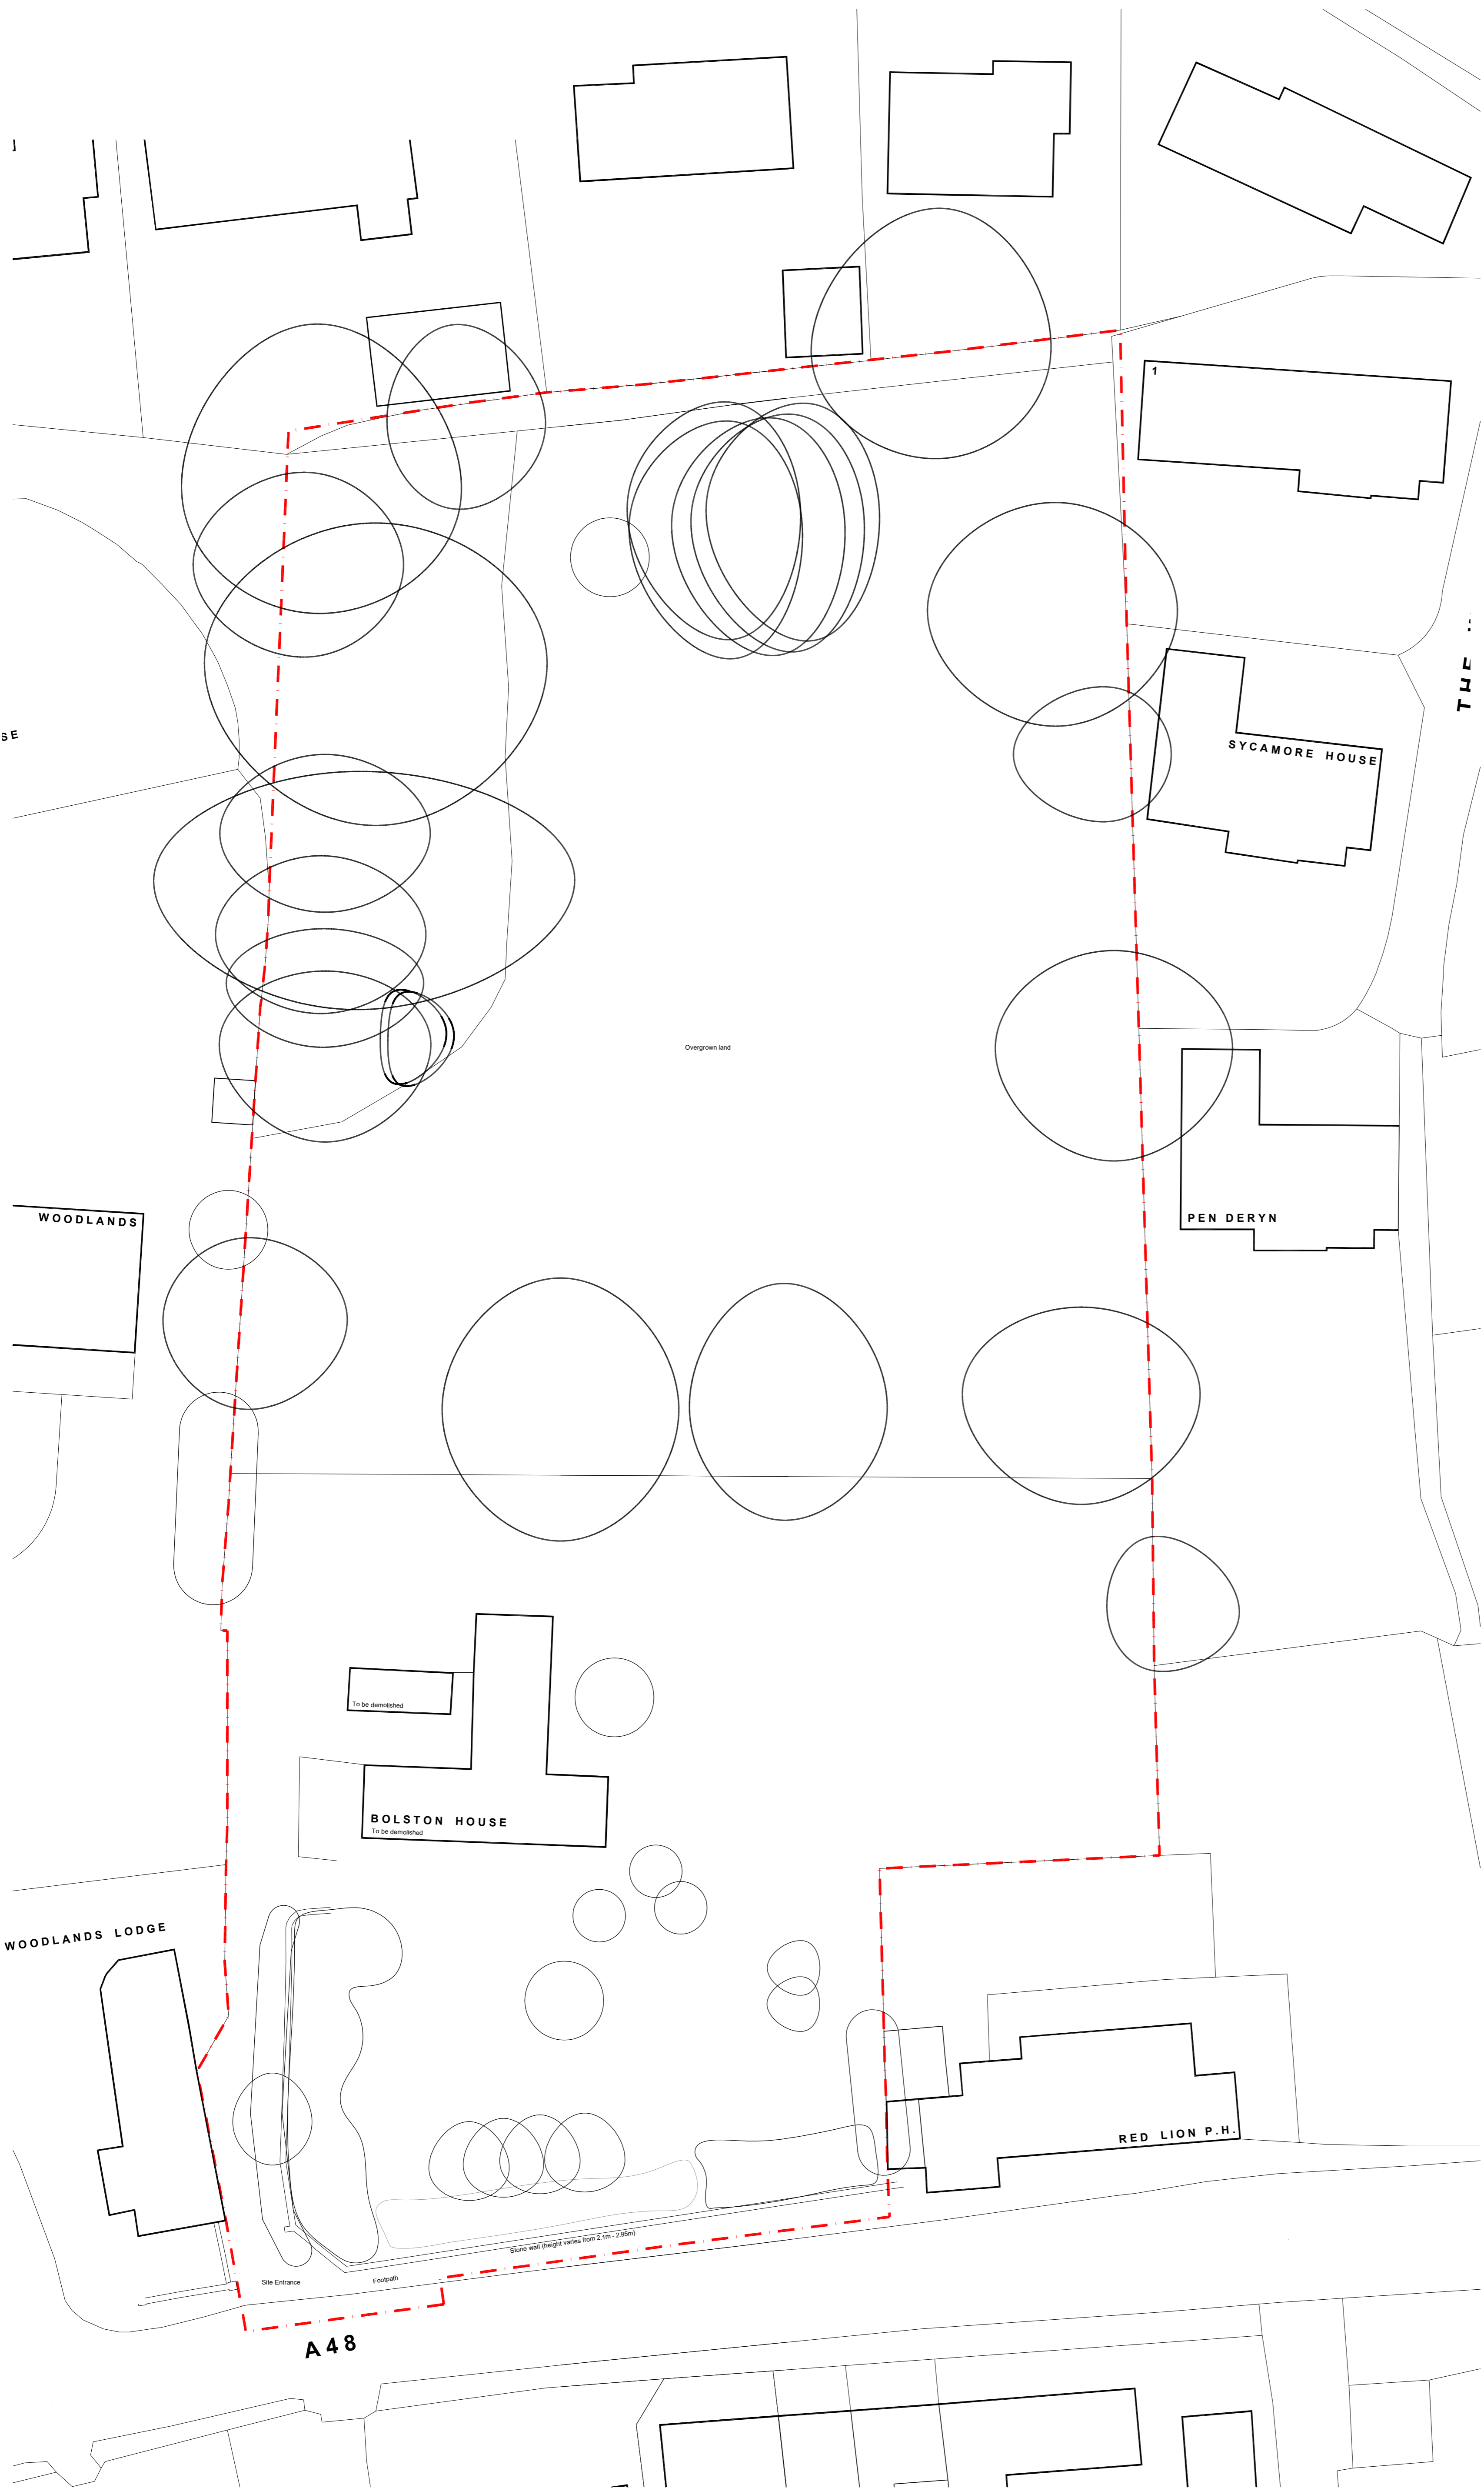 1
SYCAMORE HOUSE
SE
Overgrown land
WOODLANDS
PEN DERYN
To be demolished
BOLSTON HOUSE
To be demolished
WOODLANDS LODGE
RED LION P.H.
Stone wall (height varies from 2.1m - 2.95m)
Site Entrance
Footpath
A48
THE